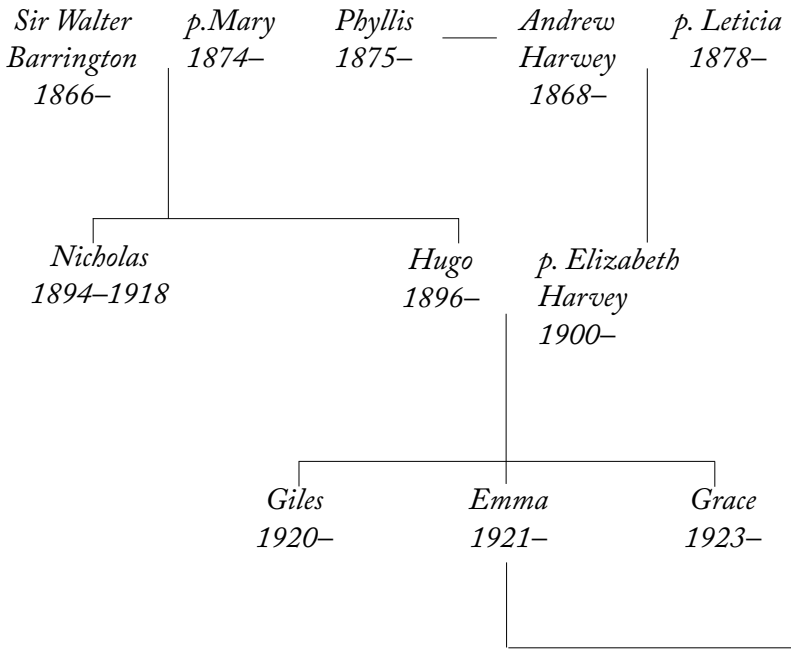 Sir Walter
Barrington
1866–
p.Mary
1874–
Phyllis
1875–
Andrew
Harwey
1868–
p. Leticia
1878–
Nicholas
1894–1918
Hugo
1896–
p. Elizabeth
Harvey
1900–
Giles
1920–
Emma
1921–
Grace
1923–